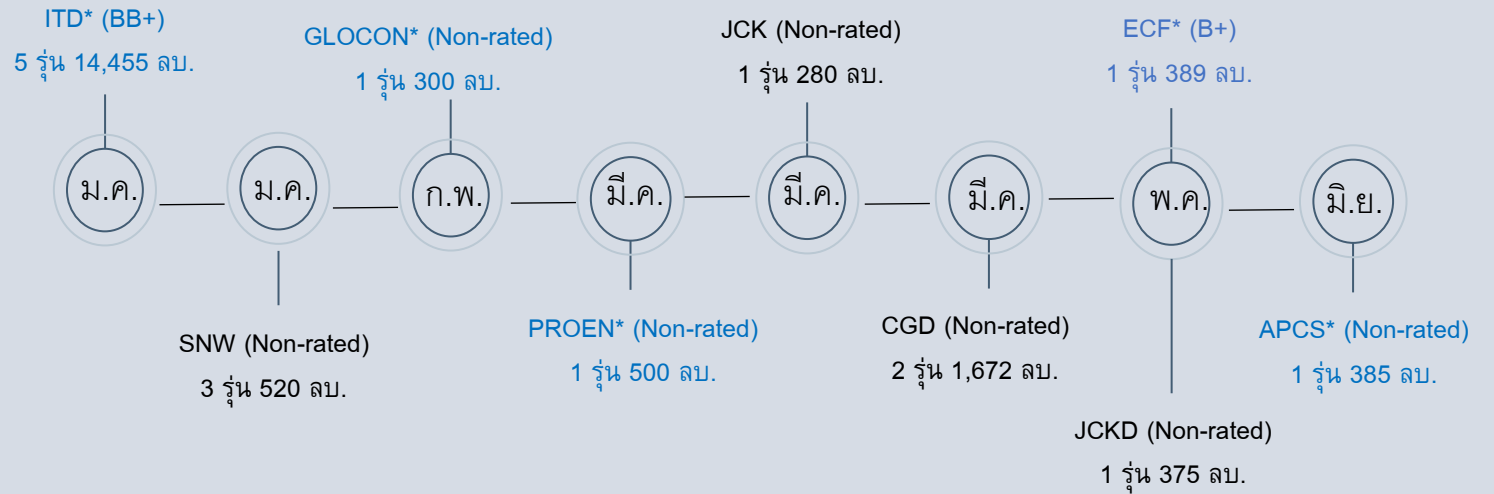 ITD* (BB+)
5 รุ่น 14,455 ลบ.
ม.ค.
ม.ค.
SNW (Non-rated)
3 รุ่น 520 ลบ.
GLOCON* (Non-rated)
1 รุ่น 300 ลบ.
ก.พ.
มี.ค.
PROEN* (Non-rated)
1 รุ่น 500 ลบ.
JCK (Non-rated)
1 รุ่น 280 ลบ.
มี.ค.
มี.ค.
CGD (Non-rated)
2 รุ่น 1,672 ลบ.
ECF* (B+)
1 รุ่น 389 ลบ.
พ.ค.
JCKD (Non-rated)
1 รุ่น 375 ลบ.
มิ.ย.
APCS* (Non-rated)
1 รุ่น 385 ลบ.